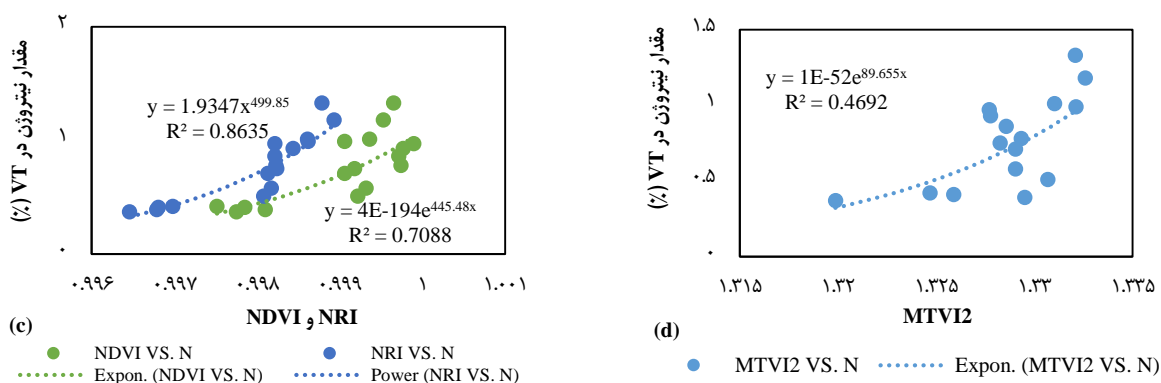 مقدار نیتروژن در VT (%)
۲
۱
۰
y = 1.9347x^499.85
R² = 0.8635
y = 4E-194e^445.48x
R² = 0.7088
۰.۹۹۶ ۰.۹۹۷ ۰.۹۹۸ ۰.۹۹۹ ۱ ۱.۰۰۱
NDVI و NRI
(c)
NDVI VS. N NRI VS. N
Expon. (NDVI VS. N) Power (NRI VS. N)
مقدار نیتروژن در VT (%)
۱.۵
۱
۰.۵
۰
y = 1E-52e^89.655x
R² = 0.4692
۱.۳۱۵ ۱.۳۲ ۱.۳۲۵ ۱.۳۳ ۱.۳۳۵
MTVI2
(d)
MTVI2 VS. N Expon. (MTVI2 VS. N)